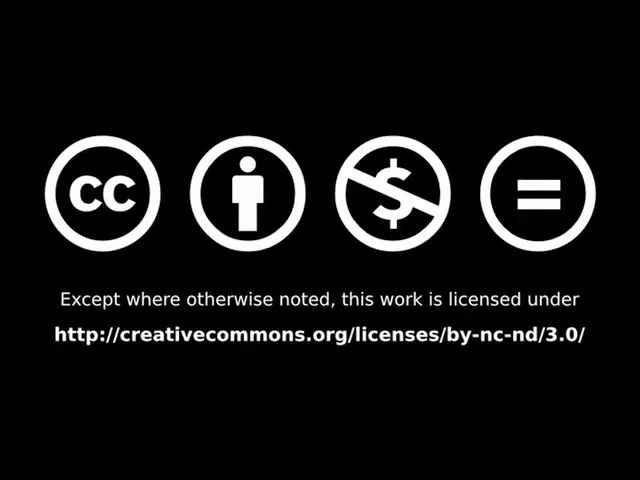 cc
$
=
Except where otherwise noted, this work is licensed under
http://creativecommons.org/licenses/by-nc-nd/3.0/